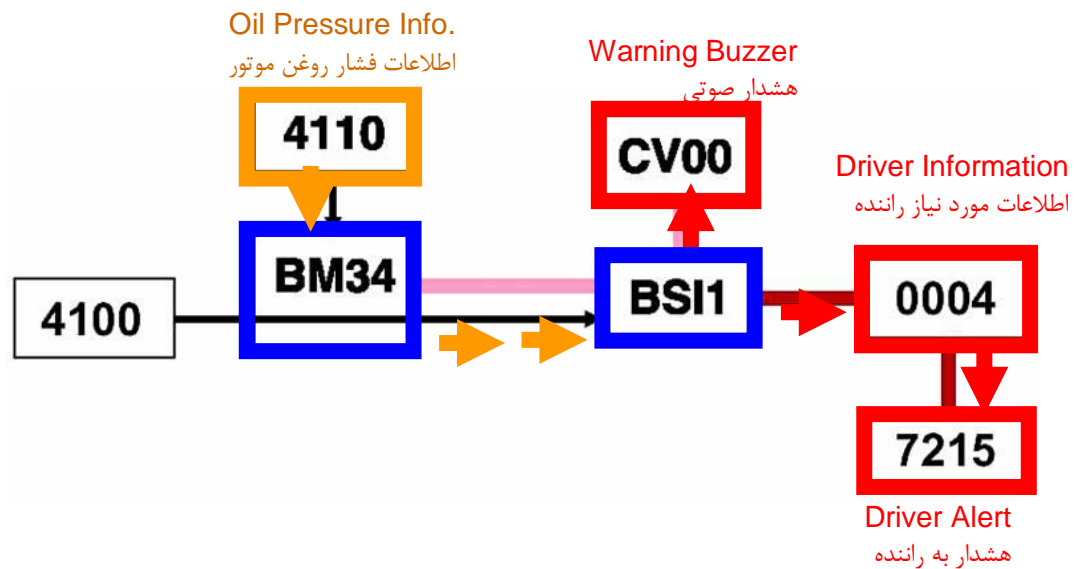 Oil Pressure Info.
اطلاعات فشار روغن موتور
Warning Buzzer
هشدار صوتی
4110
CV00
Driver Information
اطلاعات مورد نیاز راننده
BM34
BSI1
0004
4100
7215
Driver Alert
هشدار به راننده